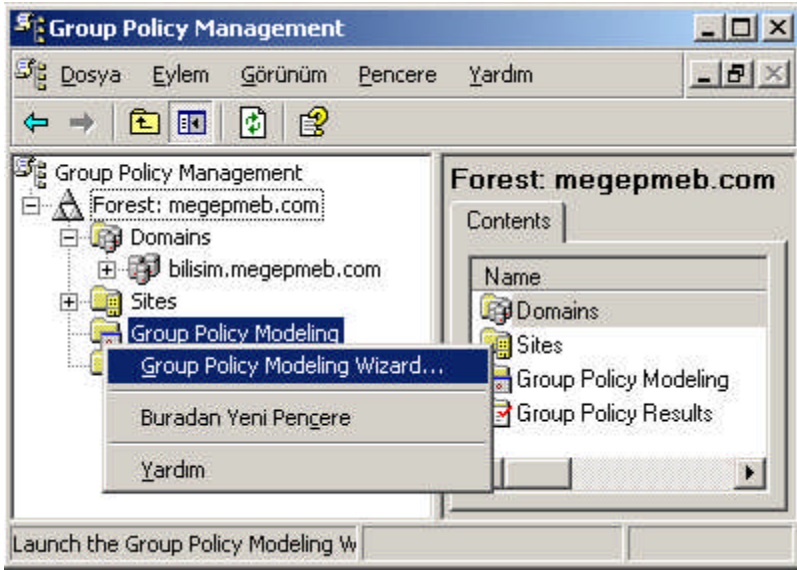 Group Policy Management
Dosya Eylem Görünüm Pencere Yardım
Group Policy Management
Forest: megepmeb.com
Domains
bilisim.megepmeb.com
Sites
Group Policy Modeling
Group Policy Modeling Wizard...
Buradan Yeni Pencere
Yardım
Forest: megepmeb.com
Contents
Name
Domains
Sites
Group Policy Modeling
Group Policy Results
Launch the Group Policy Modeling W